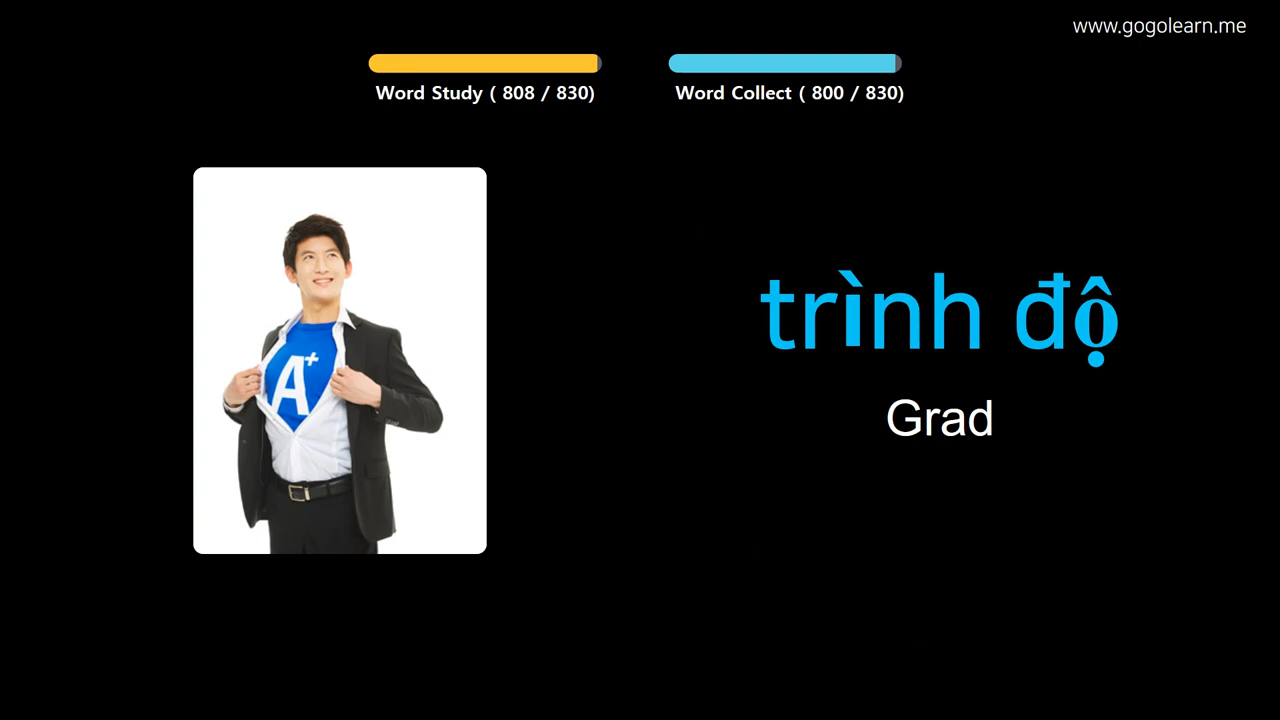 www.gogolearn.me
Word Study ( 808 / 830)
Word Collect ( 800 / 830)
A+
trình độ
Grad